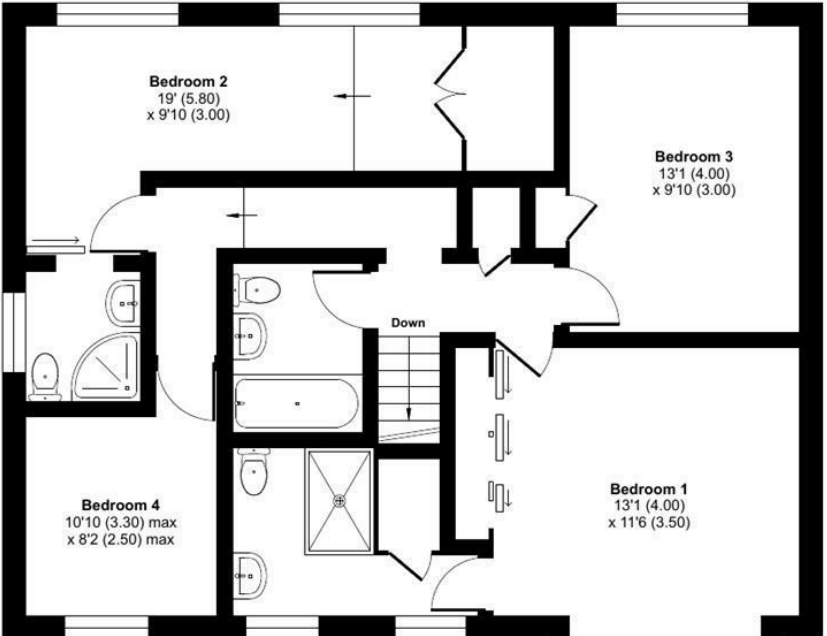 Bedroom 2
19' (5.80)
x 9'10 (3.00)
Bedroom 3
13'1 (4.00)
x 9'10 (3.00)
Down
Bedroom 4
10'10 (3.30) max
x 8'2 (2.50) max
Bedroom 1
13'1 (4.00)
x 11'6 (3.50)